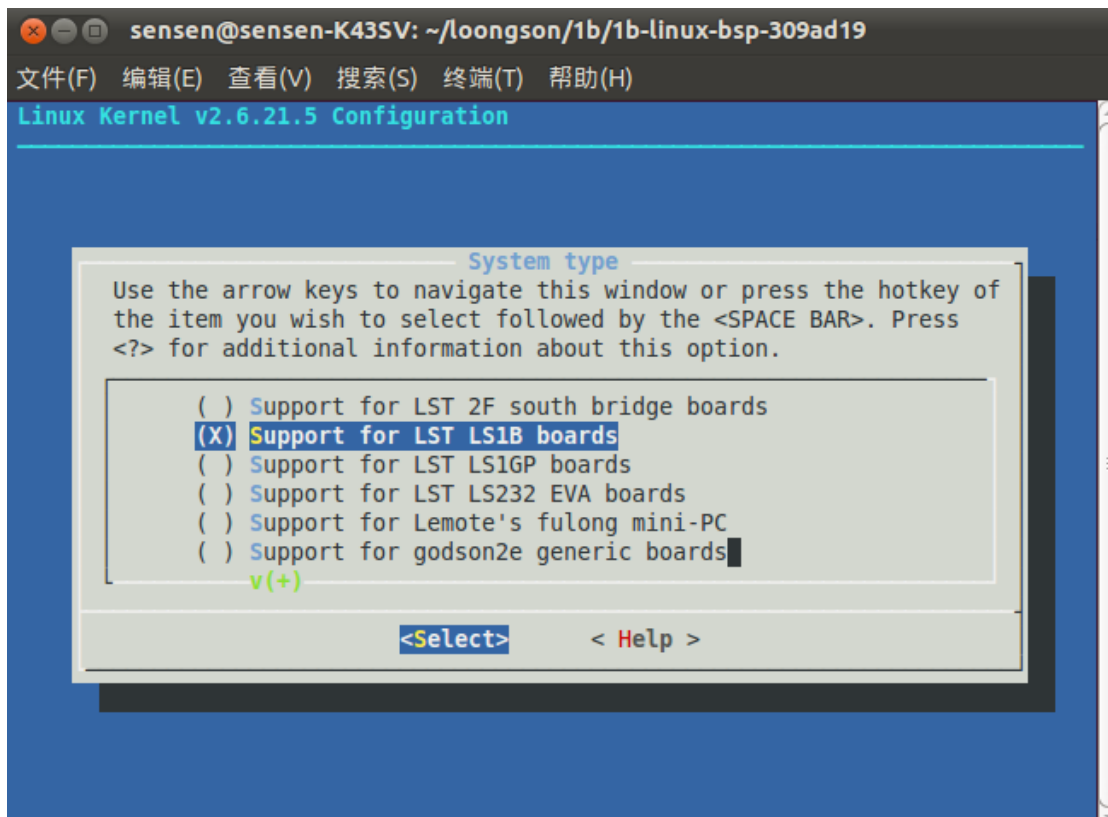 sensen@sensen-K43SV: ~/loongson/1b/1b-linux-bsp-309ad19
文件(F) 编辑(E) 查看(V) 搜索(S) 终端(T) 帮助(H)
Linux Kernel v2.6.21.5 Configuration
System type
Use the arrow keys to navigate this window or press the hotkey of
the item you wish to select followed by the <SPACE BAR>. Press
<?> for additional information about this option.
( ) Support for LST 2F south bridge boards
(X) Support for LST LS1B boards
( ) Support for LST LS1GP boards
( ) Support for LST LS232 EVA boards
( ) Support for Lemote's fulong mini-PC
( ) Support for godson2e generic boards
v(+)
<Select> < Help >